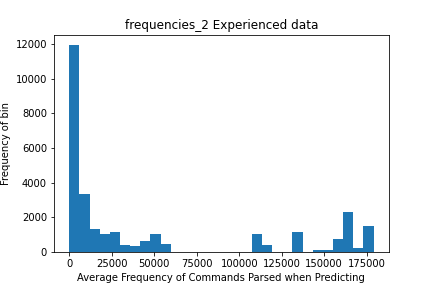 frequencies_2 Experienced data
12000
10000
8000
6000
4000
2000
0
Frequency of bin
0 25000 50000 75000 100000 125000 150000 175000
Average Frequency of Commands Parsed when Predicting